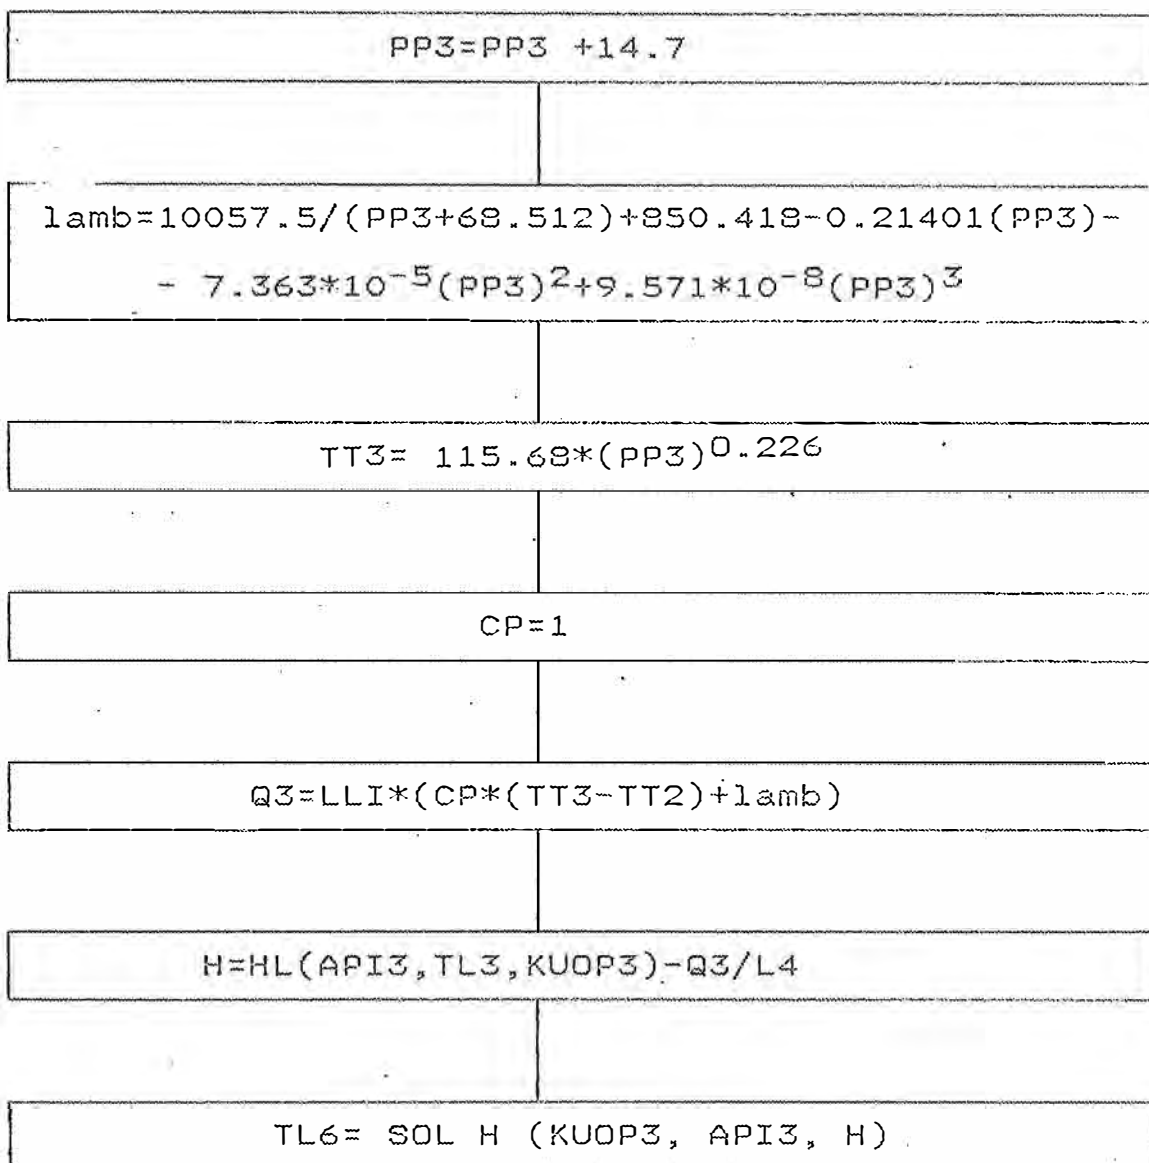 PP3=PP3 +14.7
lamb=10057.5/(PP3+68.512)+850.418-0.21401(PP3)-
- 7.363*10⁻⁵(PP3)²+9.571*10⁻⁸(PP3)³
TT3= 115.68*(PP3)⁰·²²⁶
CP=1
Q3=LLI*(CP*(TT3-TT2)+lamb)
H=HL(API3,TL3,KUOP3)-Q3/L4
TL6= SOL H (KUOP3, API3, H)